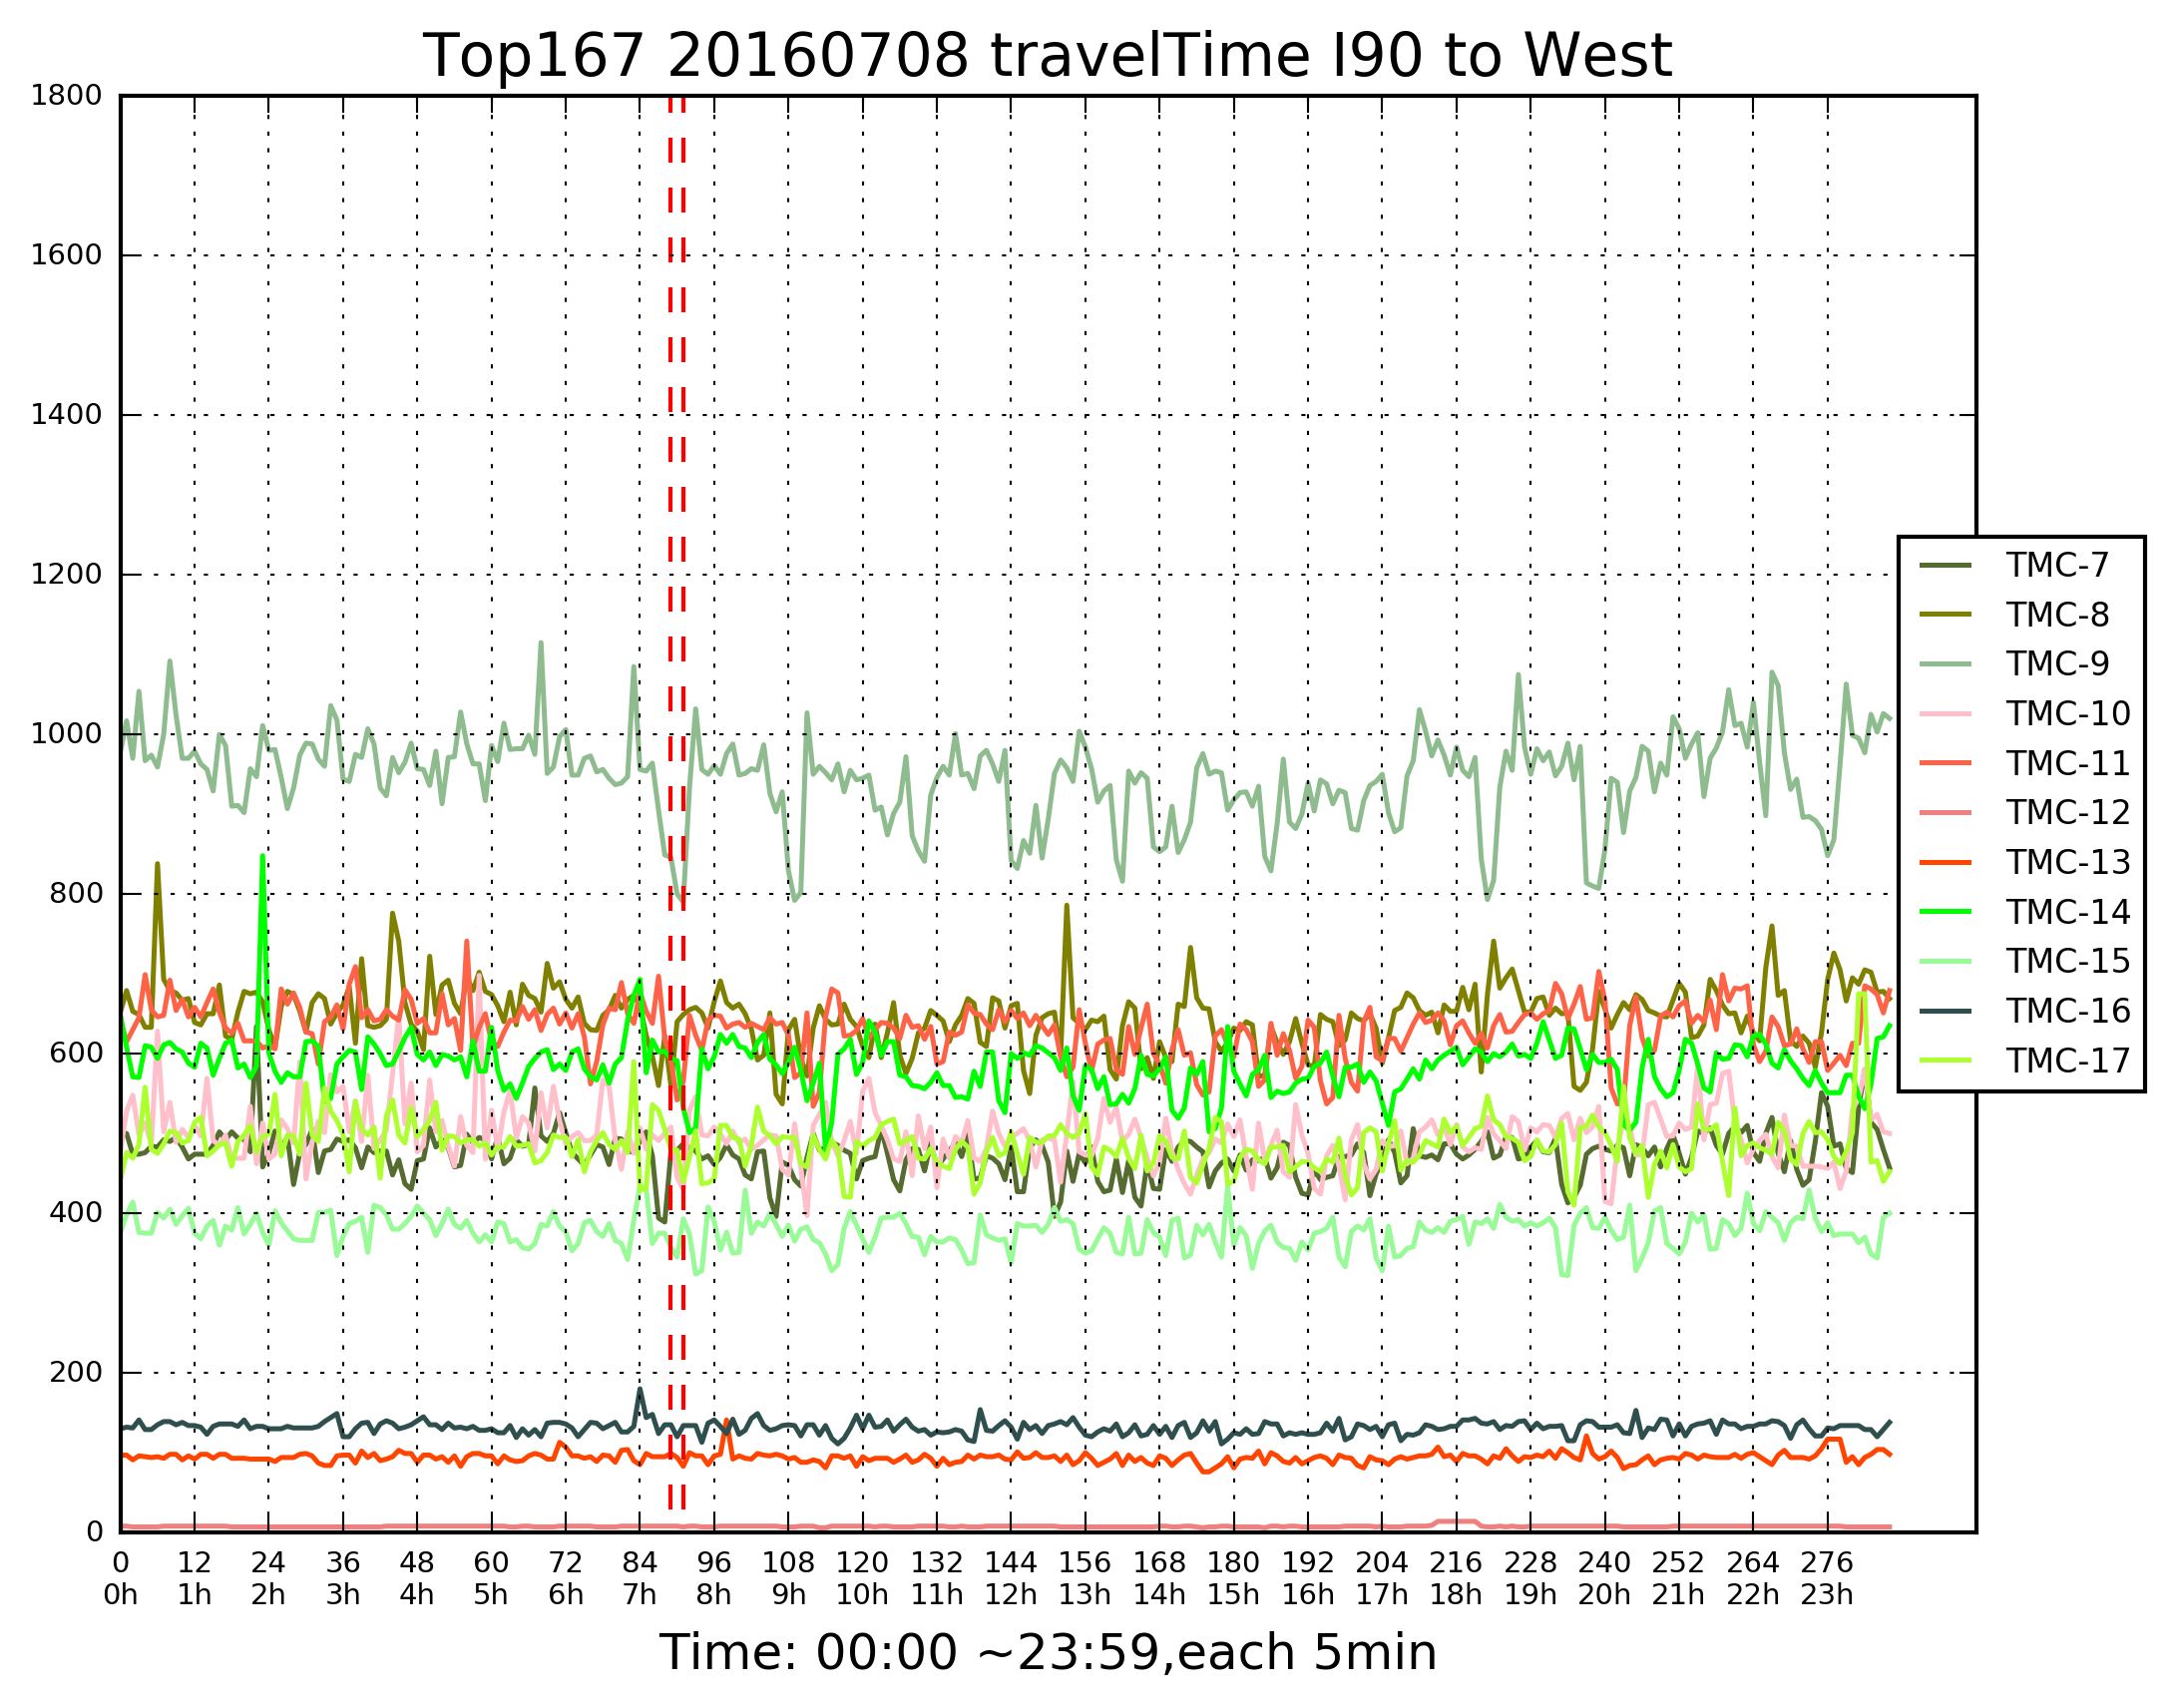 Top167 20160708 travelTime I90 to West
1800
1600
1400
1200
1000
800
600
400
200
0
TMC-7
TMC-8
TMC-9
TMC-10
TMC-11
TMC-12
TMC-13
TMC-14
TMC-15
TMC-16
TMC-17
0 12 24 36 48 60 72 84 96 108 120 132 144 156 168 180 192 204 216 228 240 252 264 276
0h 1h 2h 3h 4h 5h 6h 7h 8h 9h 10h 11h 12h 13h 14h 15h 16h 17h 18h 19h 20h 21h 22h 23h
Time: 00:00 ~23:59,each 5min